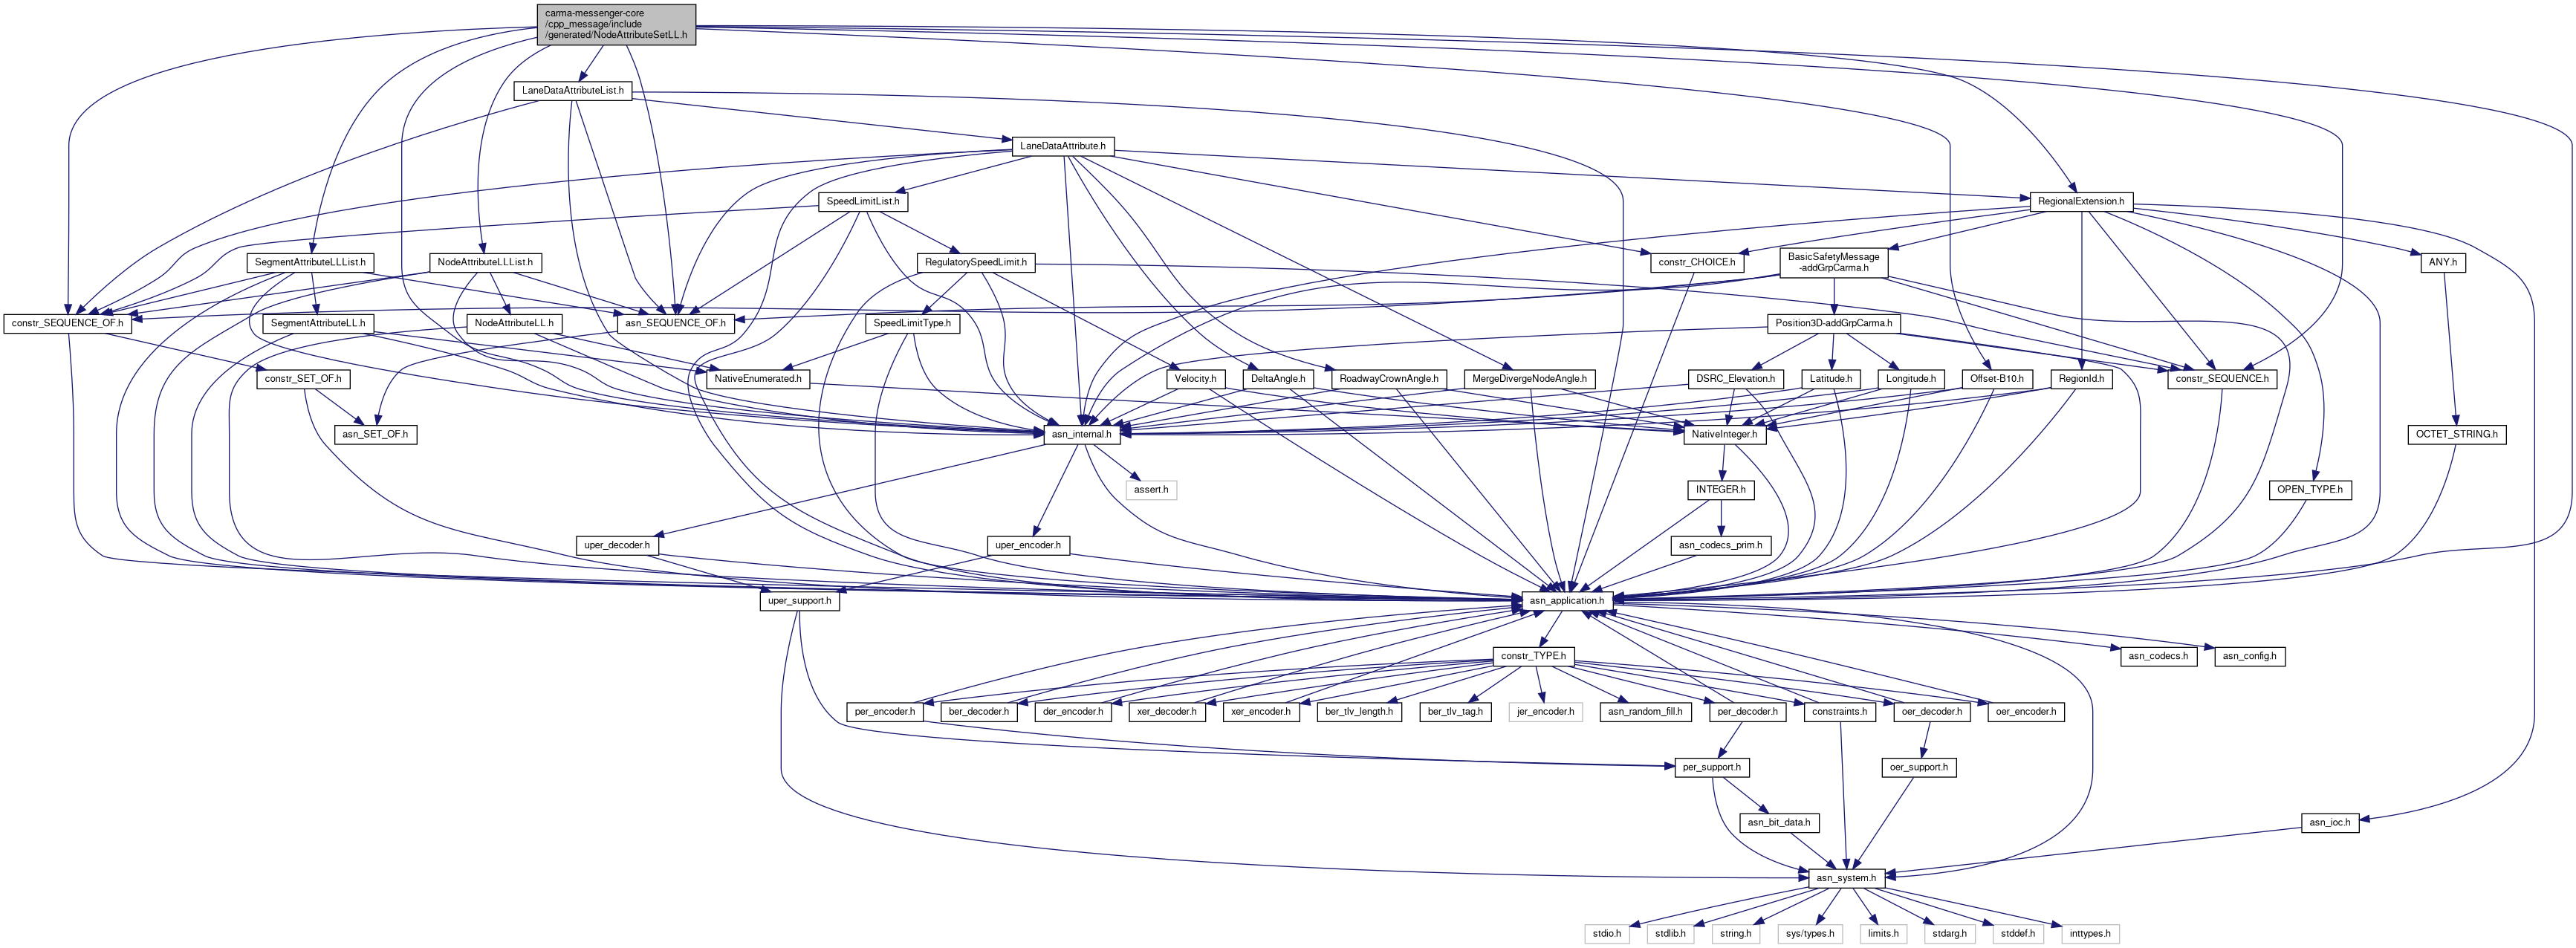 carma-messenger-core
/cpp_message/include
/generated/NodeAttributeSetLL.h
LaneDataAttributeList.h
LaneDataAttribute.h
SpeedLimitList.h
RegionalExtension.h
SegmentAttributeLLList.h
NodeAttributeLLList.h
RegulatorySpeedLimit.h
constr_CHOICE.h
BasicSafetyMessage
-addGrpCarma.h
ANY.h
constr_SEQUENCE_OF.h
SegmentAttributeLL.h
NodeAttributeLL.h
asn_SEQUENCE_OF.h
SpeedLimitType.h
Position3D-addGrpCarma.h
constr_SET_OF.h
NativeEnumerated.h
Velocity.h
DeltaAngle.h
RoadwayCrownAngle.h
MergeDivergeNodeAngle.h
DSRC_Elevation.h
Latitude.h
Longitude.h
Offset-B10.h
RegionId.h
constr_SEQUENCE.h
asn_SET_OF.h
asn_internal.h
NativeInteger.h
OCTET_STRING.h
assert.h
INTEGER.h
OPEN_TYPE.h
uper_decoder.h
uper_encoder.h
asn_codecs_prim.h
uper_support.h
asn_application.h
constr_TYPE.h
asn_codecs.h
asn_config.h
per_encoder.h
ber_decoder.h
der_encoder.h
xer_decoder.h
xer_encoder.h
ber_tlv_length.h
ber_tlv_tag.h
jer_encoder.h
asn_random_fill.h
per_decoder.h
constraints.h
oer_decoder.h
oer_encoder.h
per_support.h
oer_support.h
asn_bit_data.h
asn_ioc.h
asn_system.h
stdio.h
stdlib.h
string.h
sys/types.h
limits.h
stdarg.h
stddef.h
inttypes.h